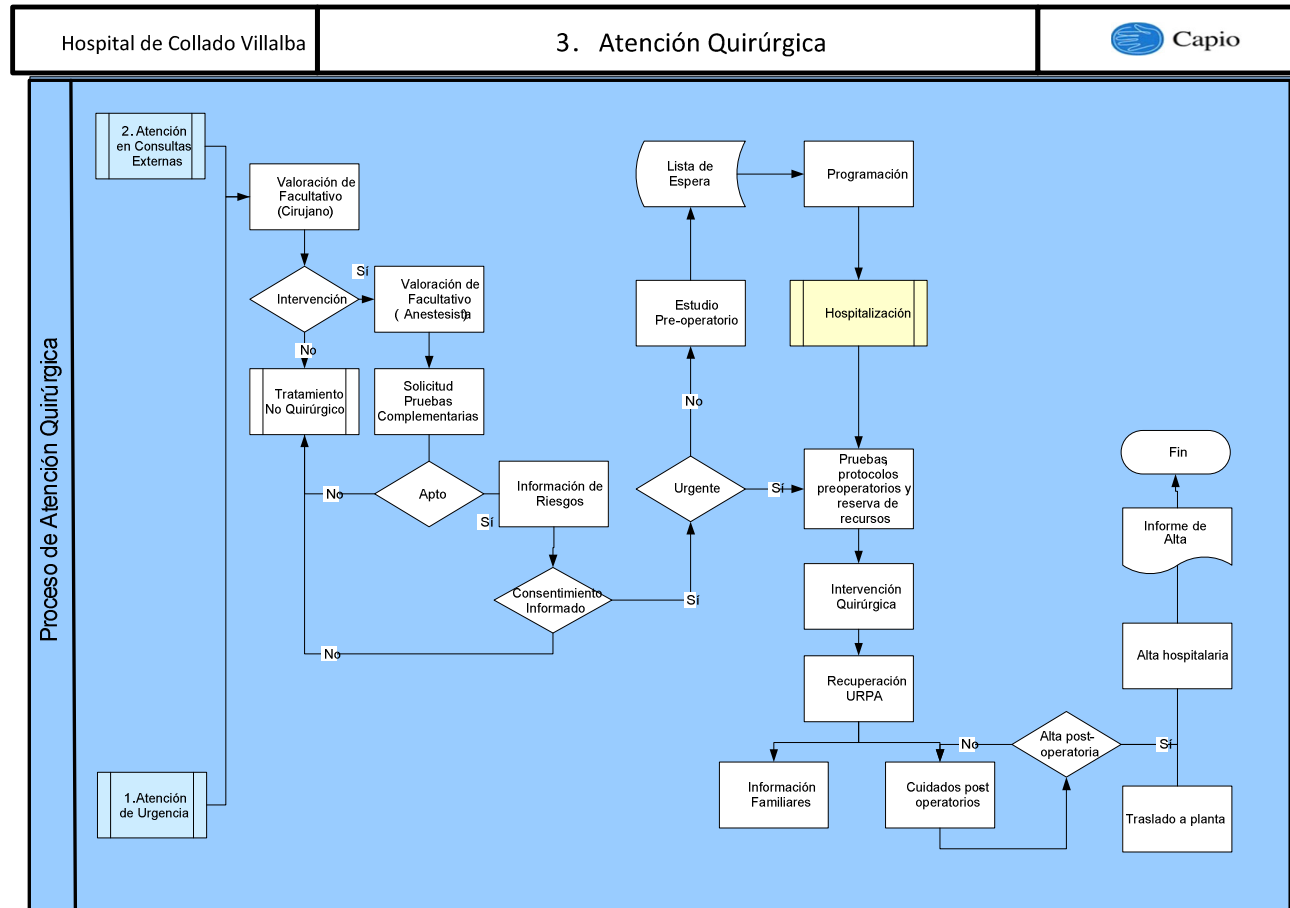 Hospital de Collado Villalba
3. Atención Quirúrgica
Capio
Proceso de Atención Quirúrgica
2. Atención
en Consultas
Externas
Valoración de
Facultativo
(Cirujano)
Intervención
Sí
No
Valoración de
Facultativo
( Anestesista)
Tratamiento
No Quirúrgico
Solicitud
Pruebas
Complementarias
Apto
No
Sí
Información de
Riesgos
Consentimiento
Informado
No
Sí
Urgente
No
Sí
Estudio
Pre-operatorio
Lista de
Espera
Programación
Hospitalización
Pruebas,
protocolos
preoperatorios y
reserva de
recursos
Intervención
Quirúrgica
Recuperación
URPA
Información
Familiares
Cuidados post-
operatorios
Alta post-
operatoria
No
Sí
Traslado a planta
Alta hospitalaria
Informe de
Alta
Fin
1.Atención
de Urgencia